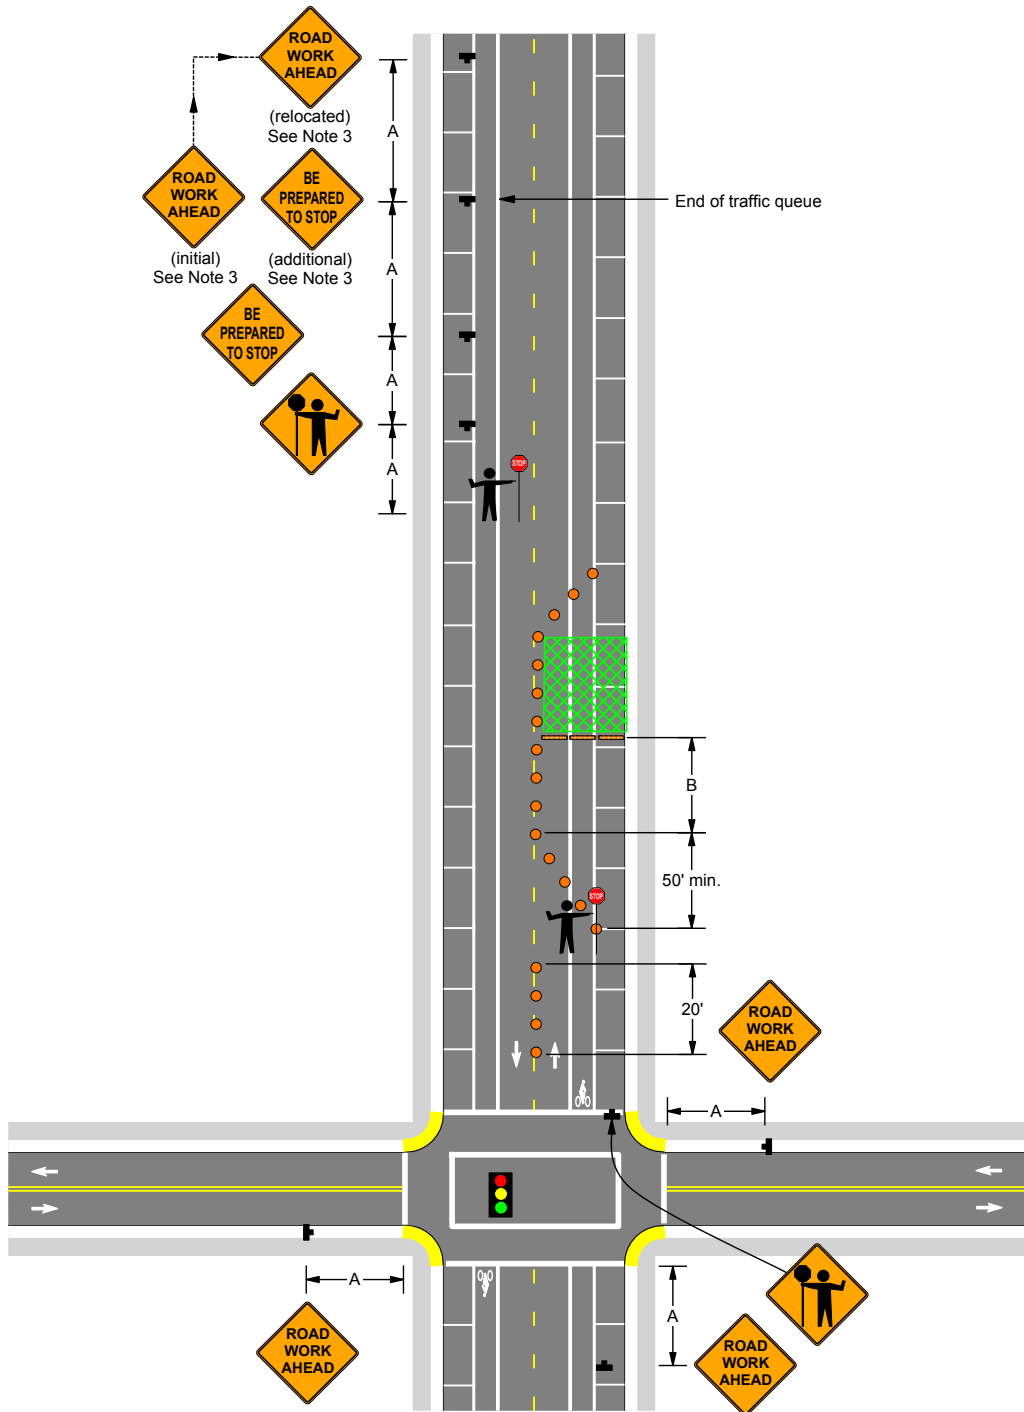 ROAD
WORK
AHEAD
(relocated)
See Note 3
A
ROAD
WORK
AHEAD
(initial)
See Note 3
BE
PREPARED
TO STOP
(additional)
See Note 3
End of traffic queue
A
BE
PREPARED
TO STOP
A
A
STOP
B
50' min.
STOP
20'
ROAD
WORK
AHEAD
A
A
ROAD
WORK
AHEAD
A
ROAD
WORK
AHEAD